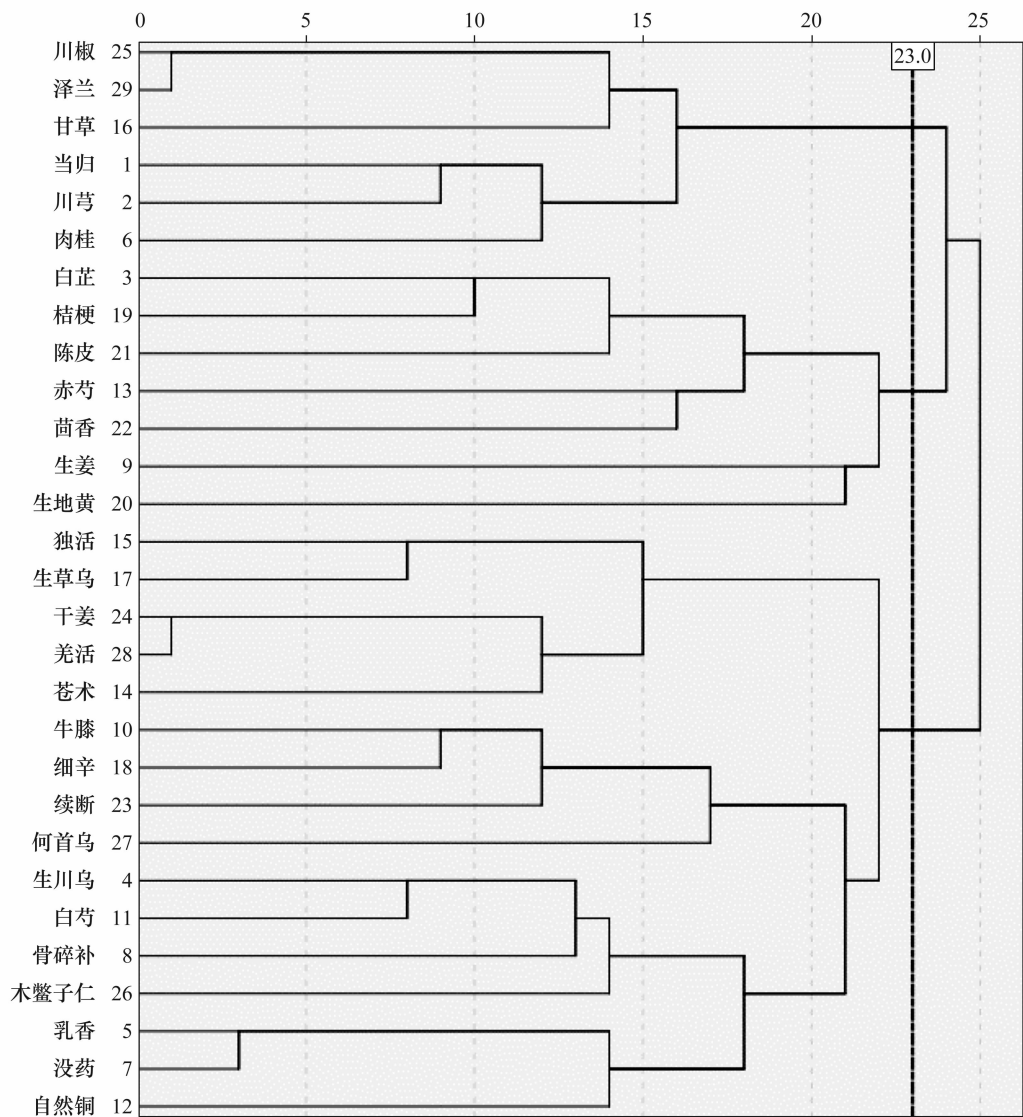 0 5 10 15 20 25
23.0
川椒 25
泽兰 29
甘草 16
当归 1
川芎 2
肉桂 6
白芷 3
桔梗 19
陈皮 21
赤芍 13
茴香 22
生姜 9
生地黄 20
独活 15
生草乌 17
干姜 24
羌活 28
苍术 14
牛膝 10
细辛 18
续断 23
何首乌 27
生川乌 4
白芍 11
骨碎补 8
木鳖子仁 26
乳香 5
没药 7
自然铜 12